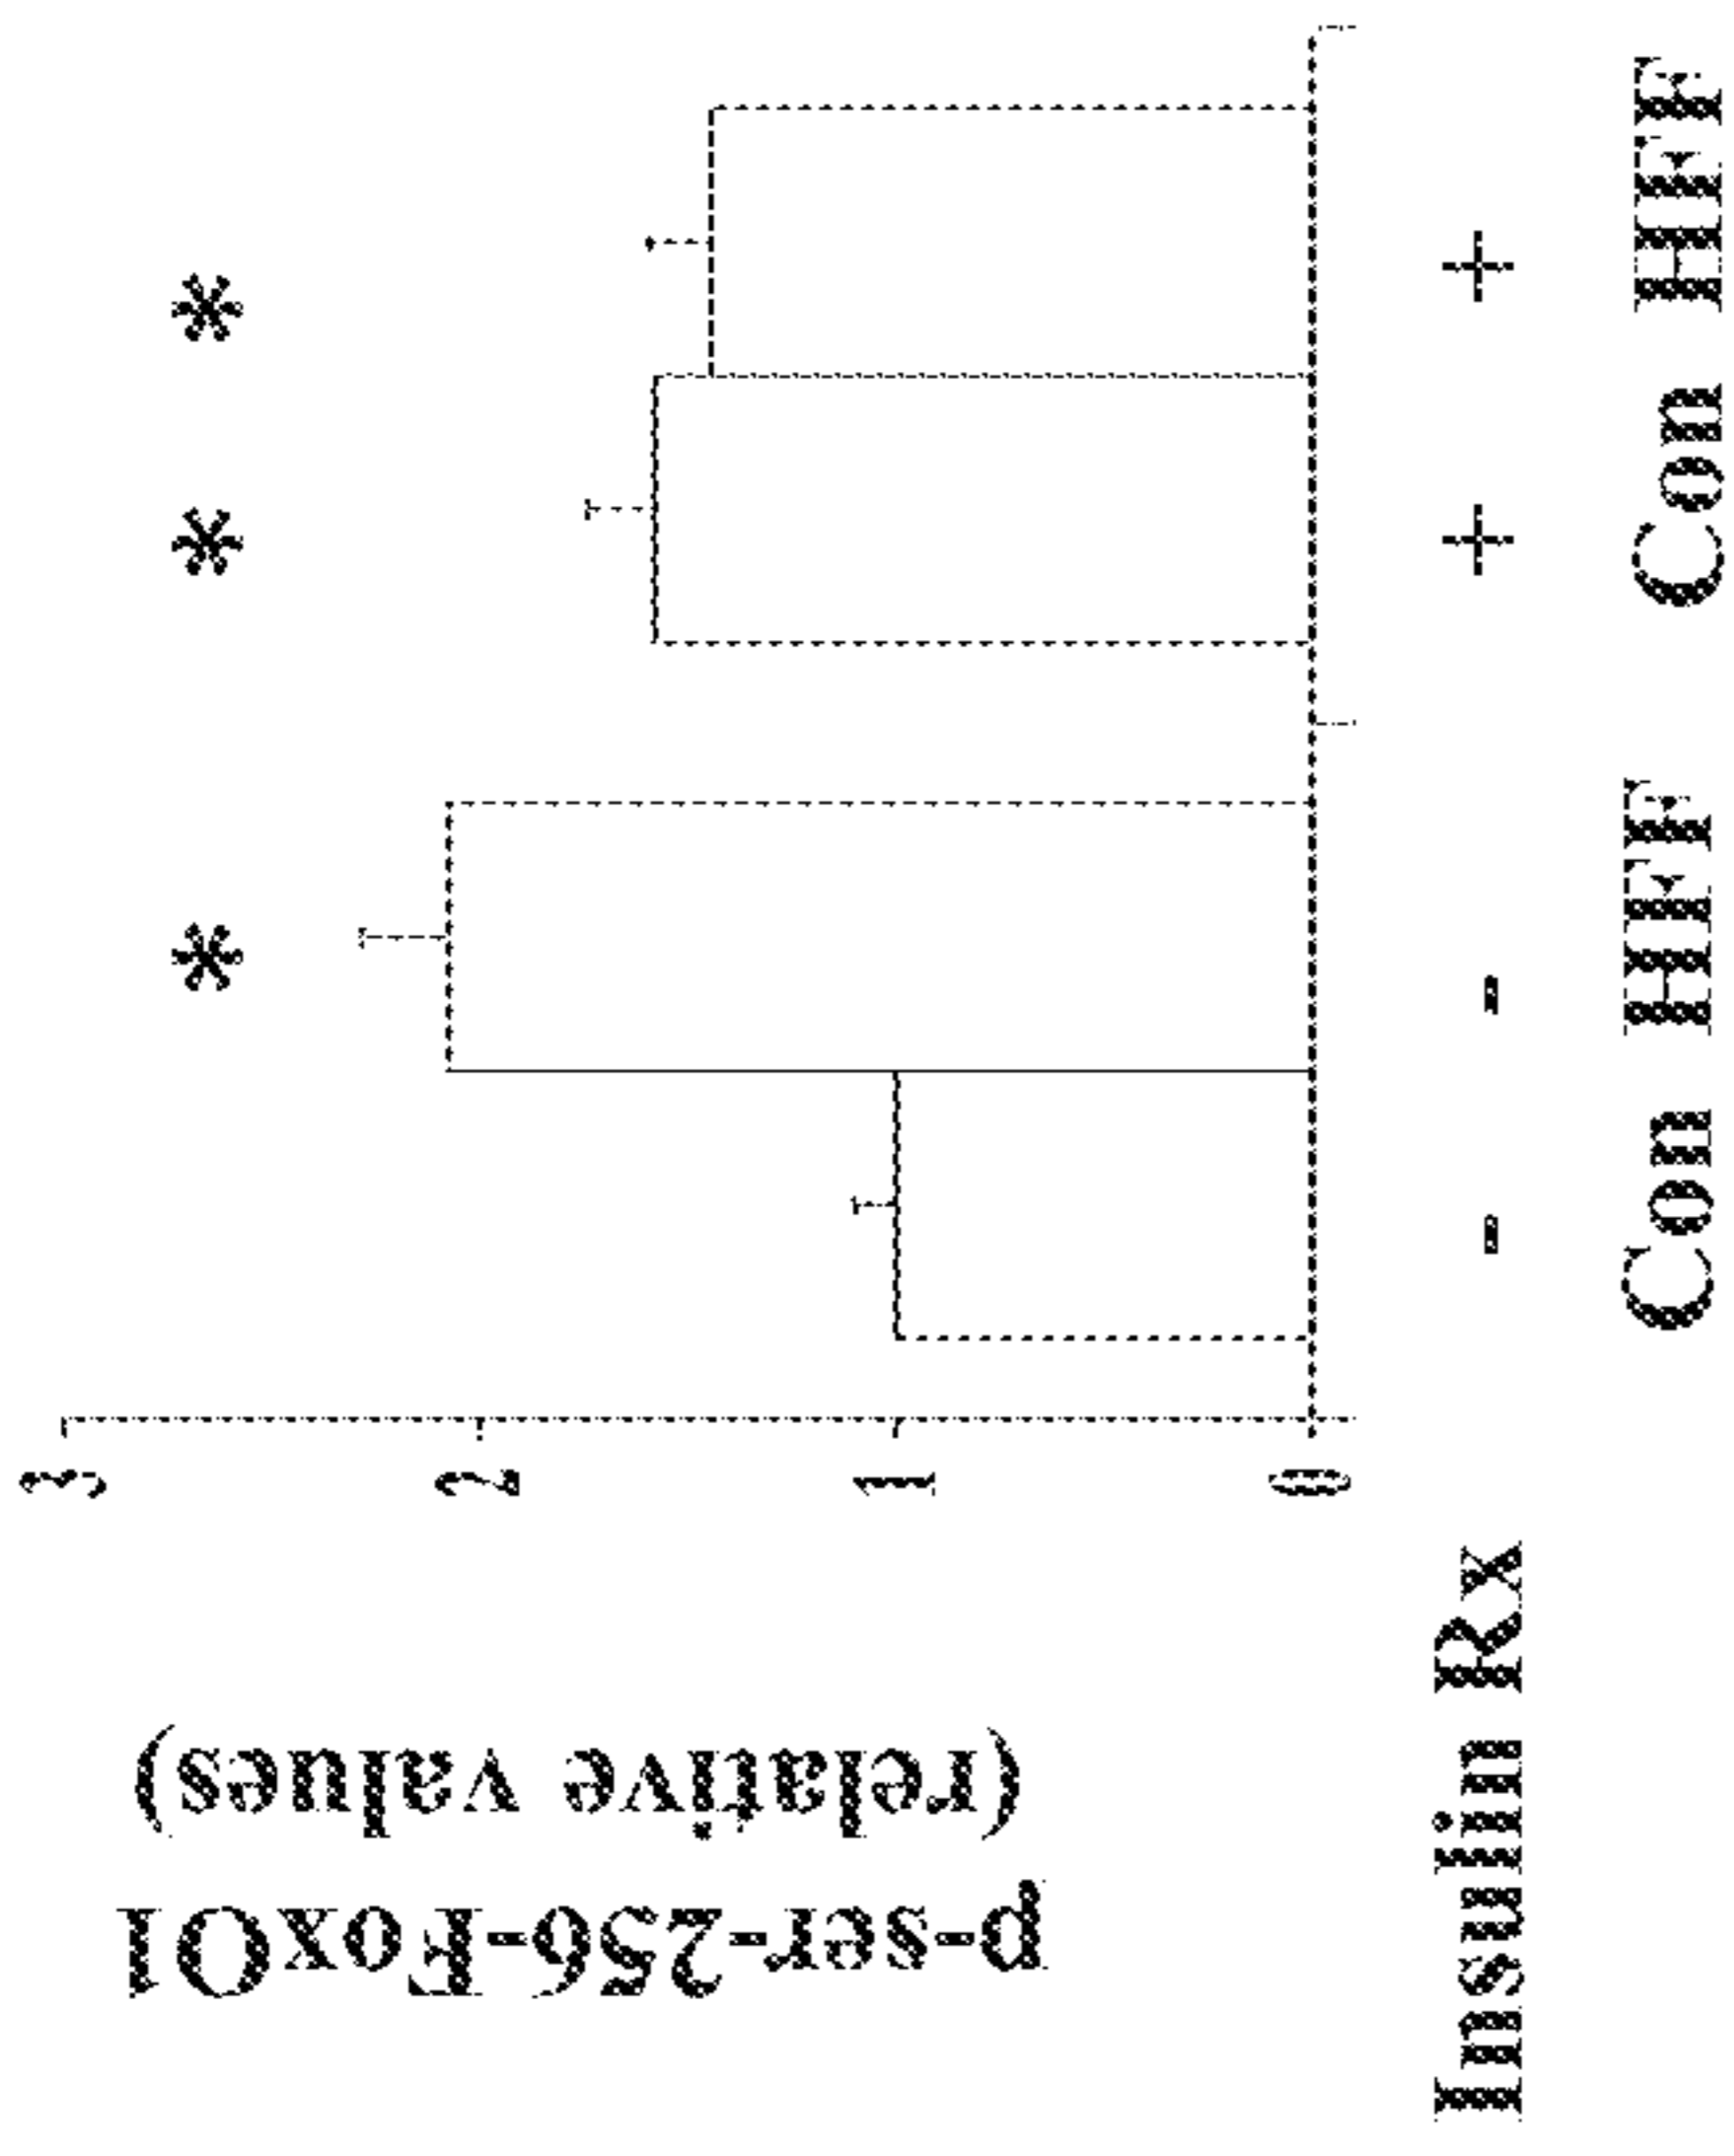 p-ser-256-FoxO1
(relative values)
3
2
1
0
* * *
Insulin Rx - - + +
Con HFF Con HFF